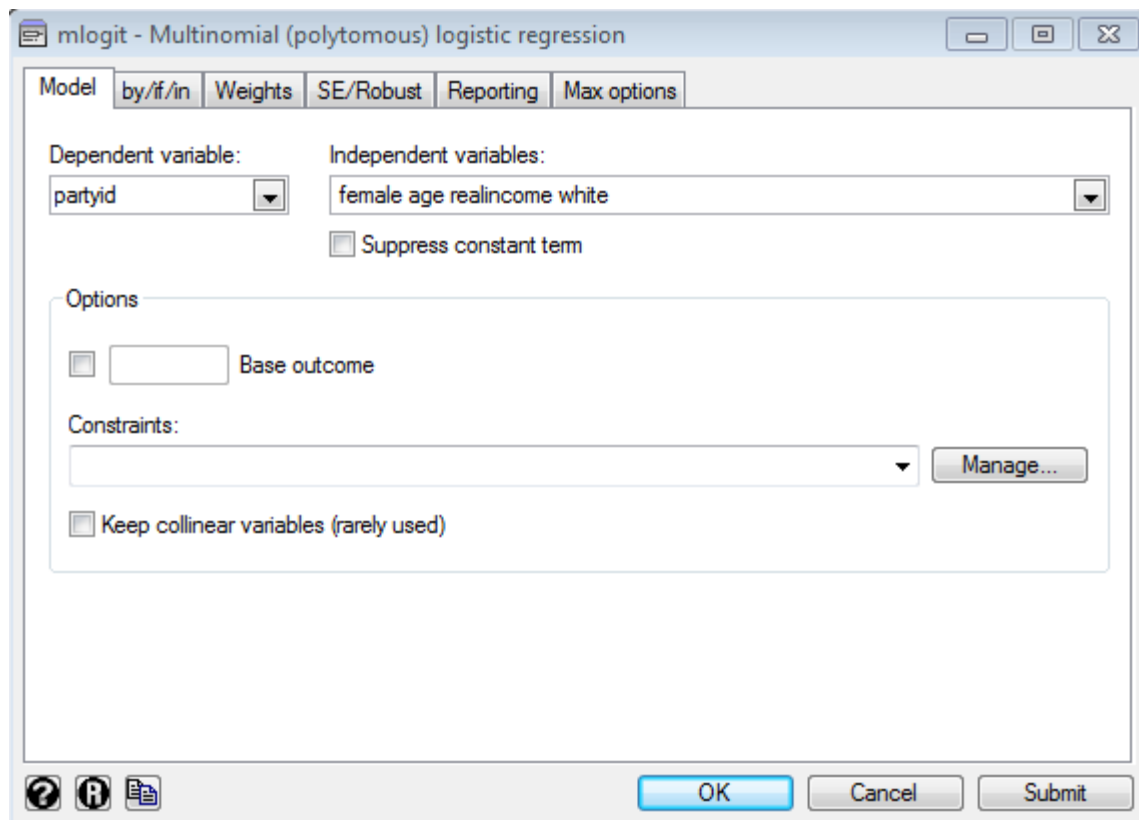 mlogit - Multinomial (polytomous) logistic regression
Model by/if/in Weights SE/Robust Reporting Max options
Dependent variable: Independent variables:
partyid female age realincome white
Suppress constant term
Options
Base outcome
Constraints:
Manage...
Keep collinear variables (rarely used)
? R OK Cancel Submit